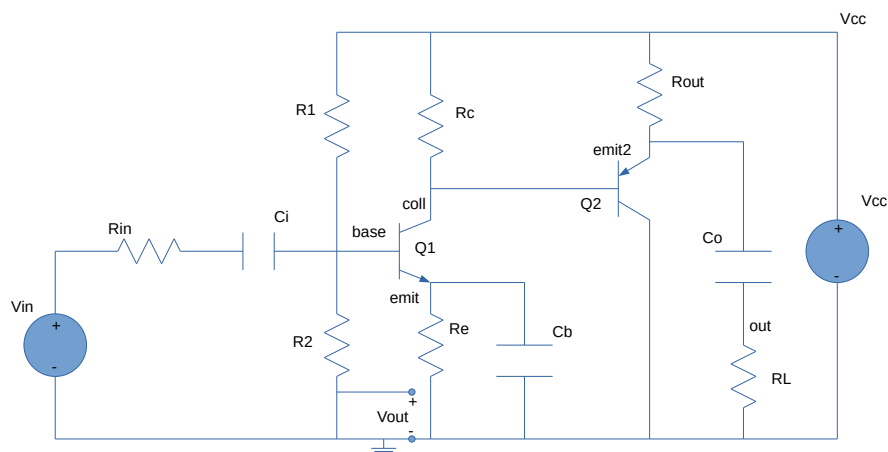 Vcc
R1
Rc
Rout
emit2
coll
Q2
Vcc
+
Rin
Ci
base
Q1
Co
-
emit
Vin
+
-
R2
Re
Cb
out
RL
+
Vout
-